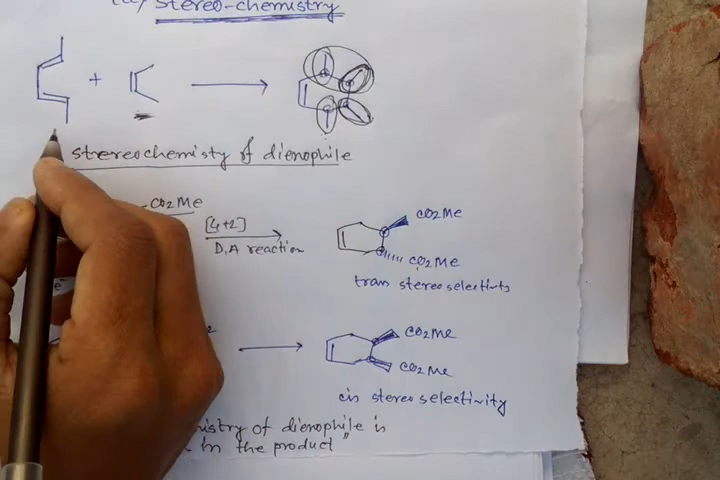 (a) Stereo-chemistry
+
stereochemisty of dienophile
CO2Me
[4+2]
D.A reaction
CO2Me
CO2Me
tran stereoselectivity
CO2Me
CO2Me
cis stereoselectivity
istry of dienophile is
in the product"